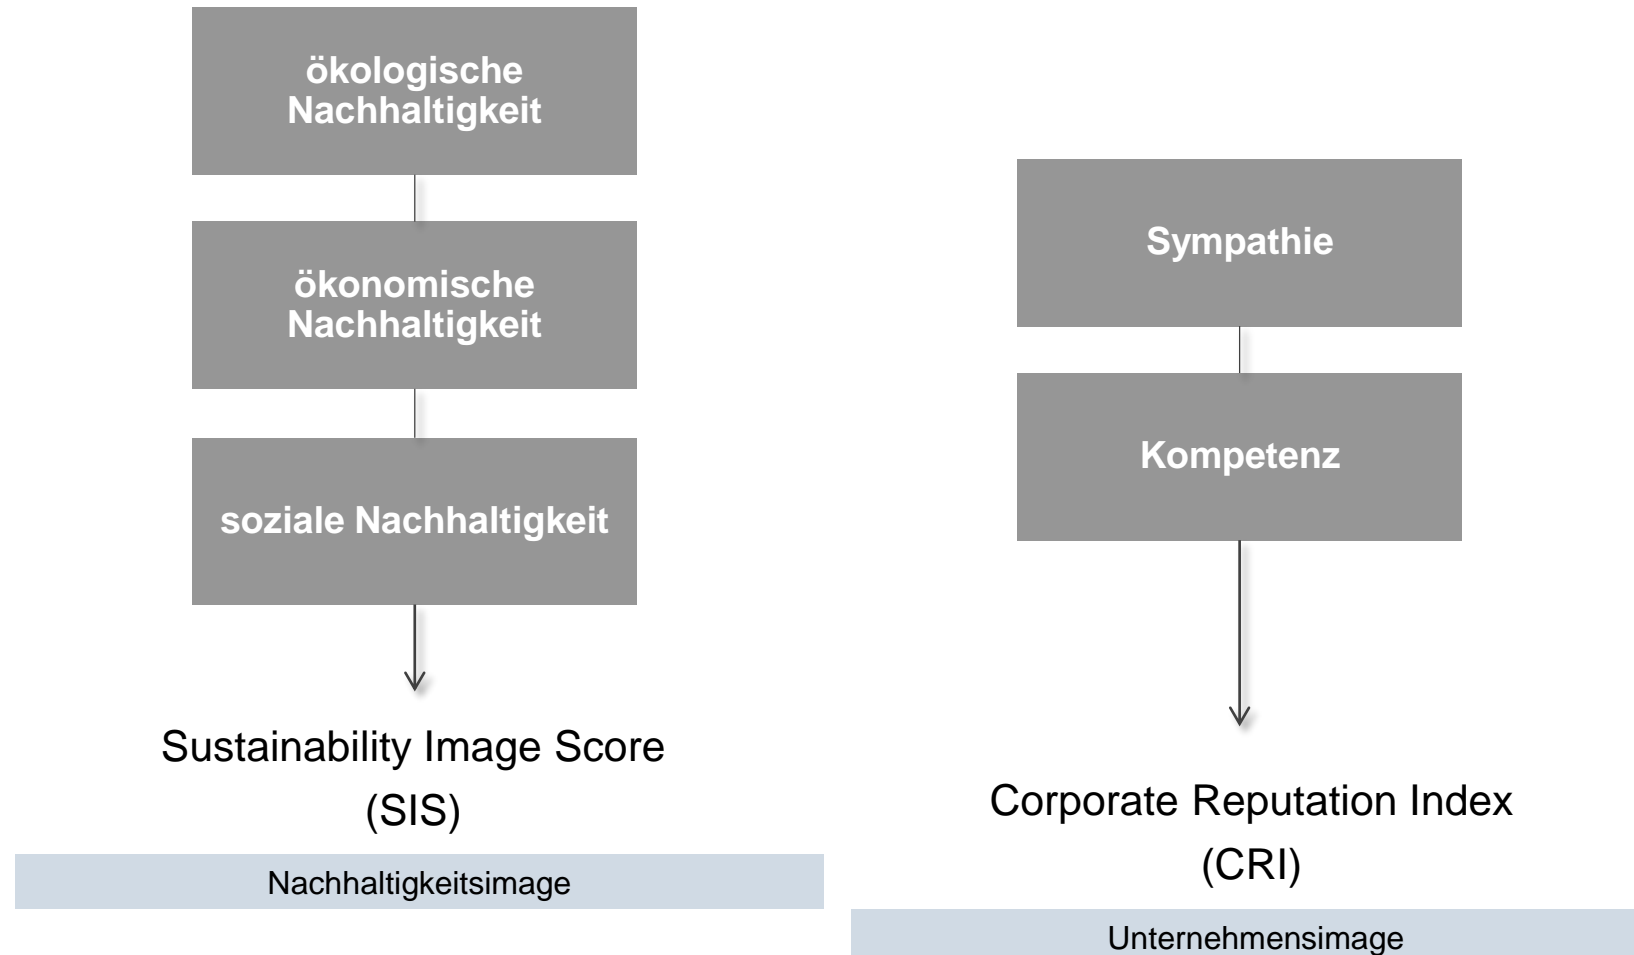 ökologische
Nachhaltigkeit
ökonomische
Nachhaltigkeit
soziale Nachhaltigkeit
Sustainability Image Score
(SIS)
Nachhaltigkeitsimage
Sympathie
Kompetenz
Corporate Reputation Index
(CRI)
Unternehmensimage